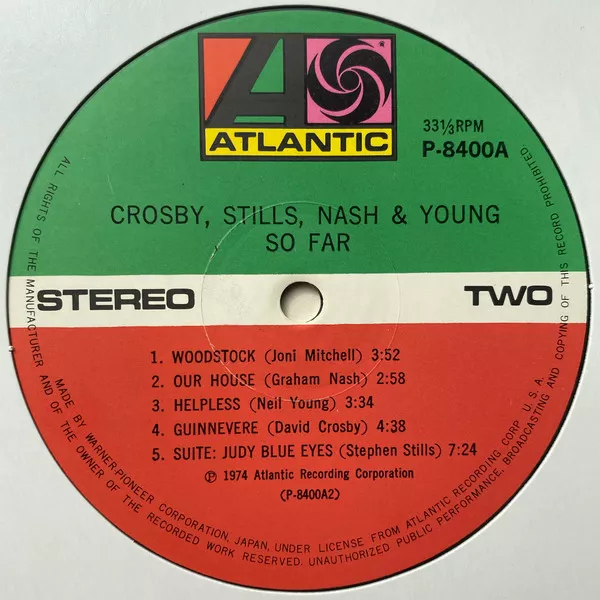 ATLANTIC
33⅓RPM
P-8400A
CROSBY, STILLS, NASH & YOUNG
SO FAR
STEREO
TWO
1. WOODSTOCK (Joni Mitchell) 3:52
2. OUR HOUSE (Graham Nash) 2:58
3. HELPLESS (Neil Young) 3:34
4. GUINNEVERE (David Crosby) 4:38
5. SUITE: JUDY BLUE EYES (Stephen Stills) 7:24
℗ 1974 Atlantic Recording Corporation
(P-8400A2)
MADE BY WARNER-PIONEER CORPORATION, JAPAN, UNDER LICENSE FROM ATLANTIC RECORDING CORP. U.S.A.
ALL RIGHTS OF THE MANUFACTURER AND OF THE OWNER OF THE RECORDED WORK RESERVED. UNAUTHORIZED PUBLIC PERFORMANCE, BROADCASTING AND COPYING OF THIS RECORD PROHIBITED.